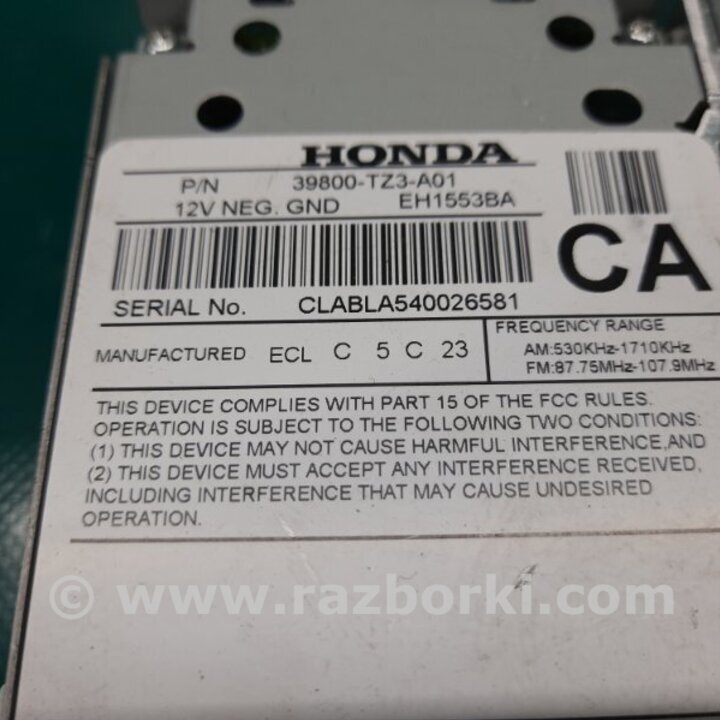 HONDA
P/N 39800-TZ3-A01
12V NEG. GND EH1553BA
CA
SERIAL No. CLABLA540026581
MANUFACTURED ECL C 5 C 23
FREQUENCY RANGE
AM:530KHz-1710KHz
FM:87.75MHz-107.9MHz
THIS DEVICE COMPLIES WITH PART 15 OF THE FCC RULES.
OPERATION IS SUBJECT TO THE FOLLOWING TWO CONDITIONS:
(1) THIS DEVICE MAY NOT CAUSE HARMFUL INTERFERENCE,AND
(2) THIS DEVICE MUST ACCEPT ANY INTERFERENCE RECEIVED,
INCLUDING INTERFERENCE THAT MAY CAUSE UNDESIRED
OPERATION.
© www.razborki.com